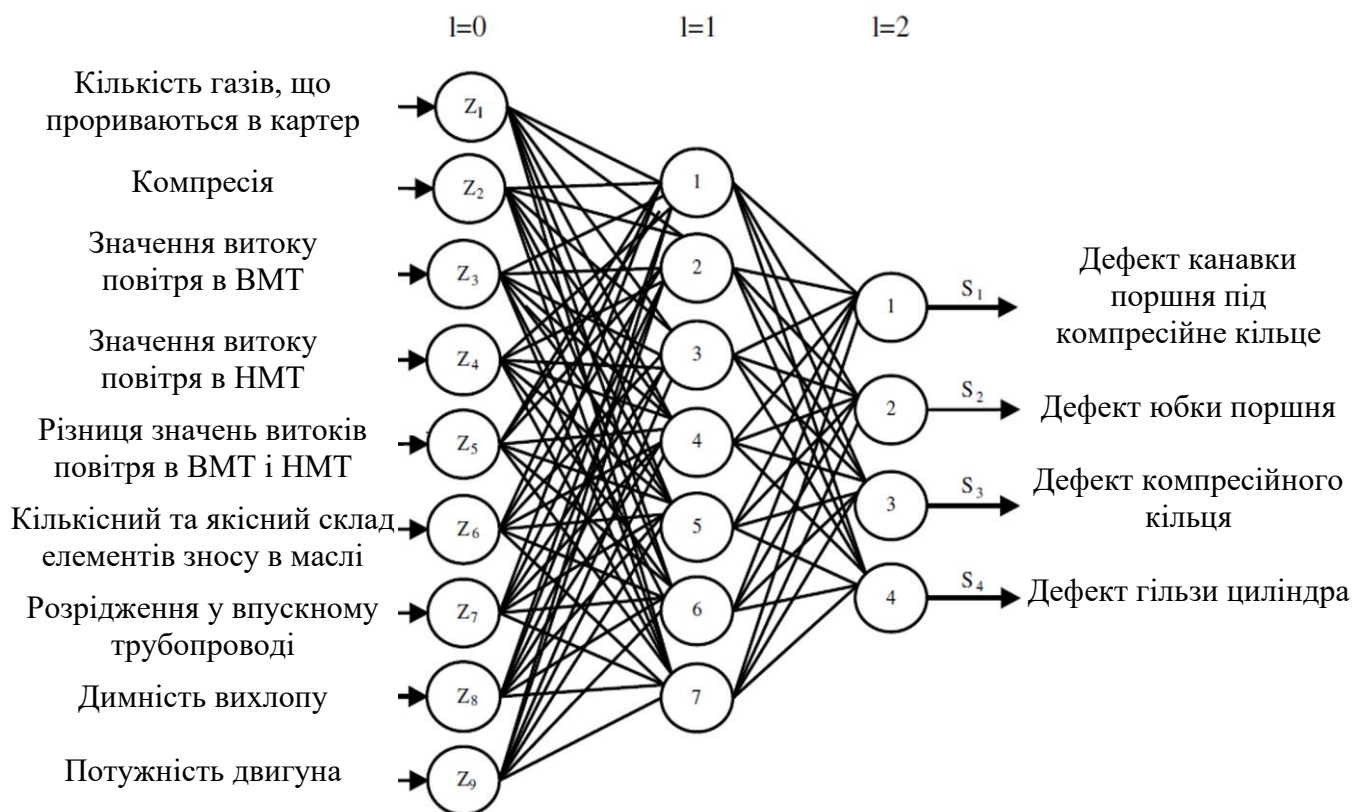 l=0
l=1
l=2
Кількість газів, що
прориваються в картер
Компресія
Значення витоку
повітря в ВМТ
Значення витоку
повітря в НМТ
Різниця значень витоків
повітря в ВМТ і НМТ
Кількісний та якісний склад
елементів зносу в маслі
Розрідження у впускному
трубопроводі
Димність вихлопу
Потужність двигуна
Z1
Z2
Z3
Z4
Z5
Z6
Z7
Z8
Z9
1
2
3
4
5
6
7
1
2
3
4
S1
S2
S3
S4
Дефект канавки
поршня під
компресійне кільце
Дефект юбки поршня
Дефект компресійного
кільця
Дефект гільзи циліндра